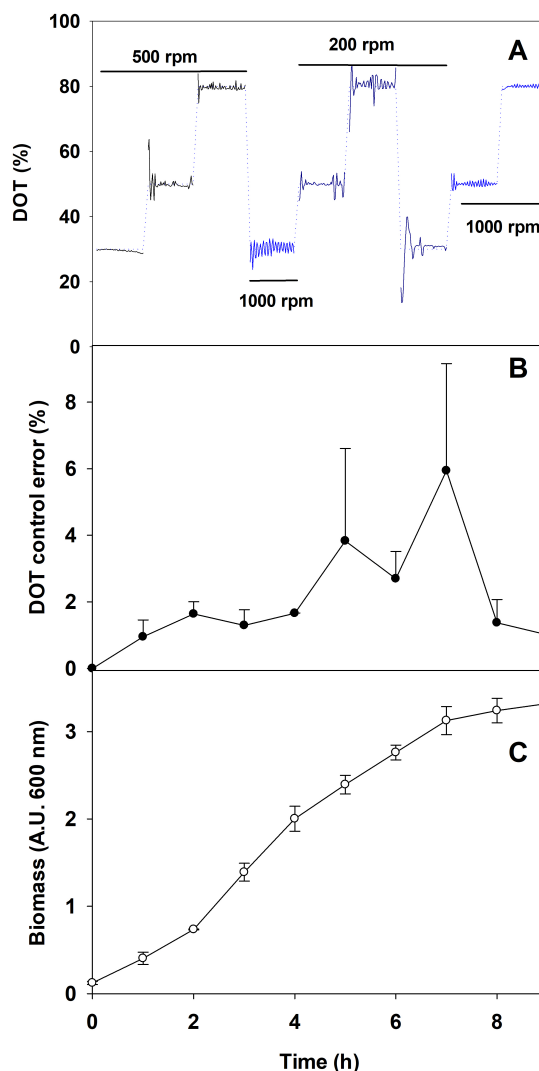 100
A
500 rpm
200 rpm
80
60
DOT (%)
40
1000 rpm
20
1000 rpm
0
0
B
8
6
DOT control error (%)
4
2
0
3
C
2
Biomass (A.U. 600 nm)
1
0
0 2 4 6 8
Time (h)